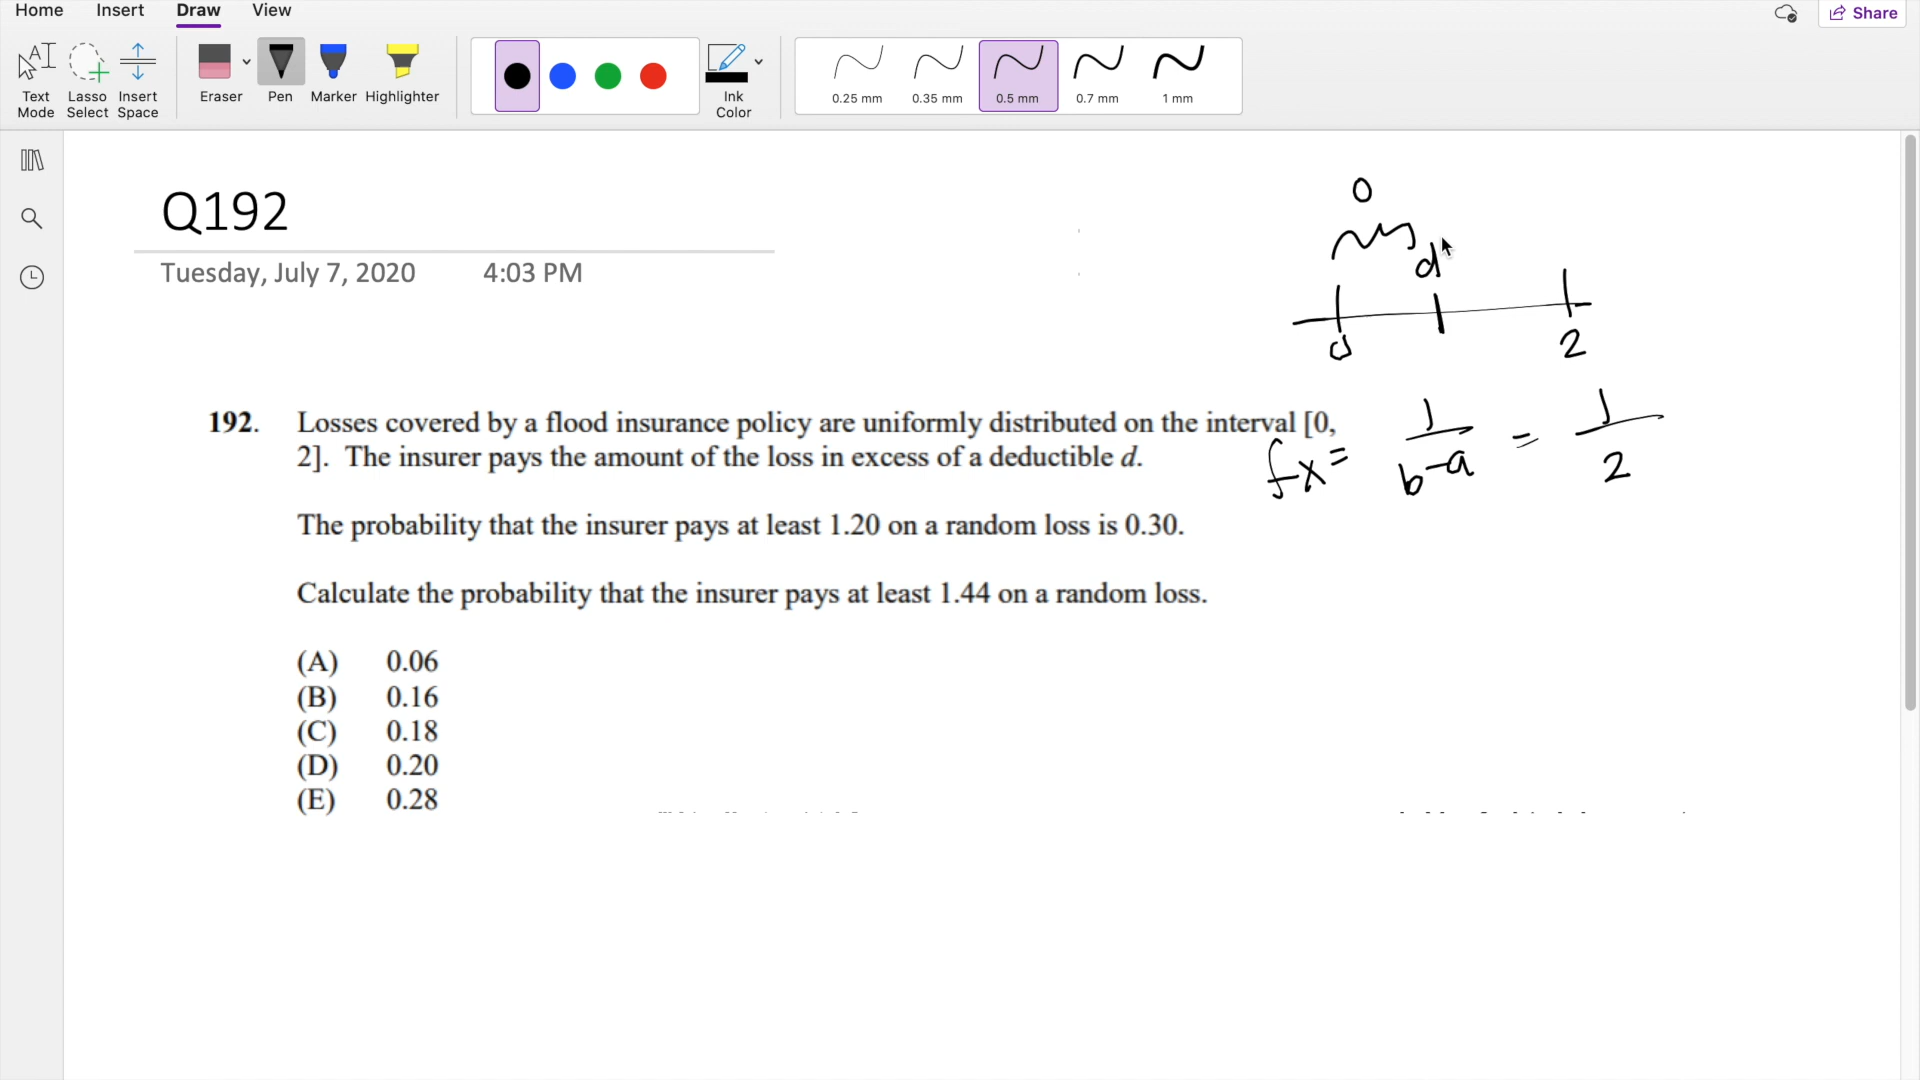 Home Insert Draw View
Share
Text Mode
Lasso Select
Insert Space
Eraser
Pen
Marker
Highlighter
Ink Color
0.25 mm
0.35 mm
0.5 mm
0.7 mm
1 mm
Q192
Tuesday, July 7, 2020 4:03 PM
0
d
0 2
192. Losses covered by a flood insurance policy are uniformly distributed on the interval [0,
2]. The insurer pays the amount of the loss in excess of a deductible d.
fx = 1/(b-a) = 1/2
The probability that the insurer pays at least 1.20 on a random loss is 0.30.
Calculate the probability that the insurer pays at least 1.44 on a random loss.
(A) 0.06
(B) 0.16
(C) 0.18
(D) 0.20
(E) 0.28